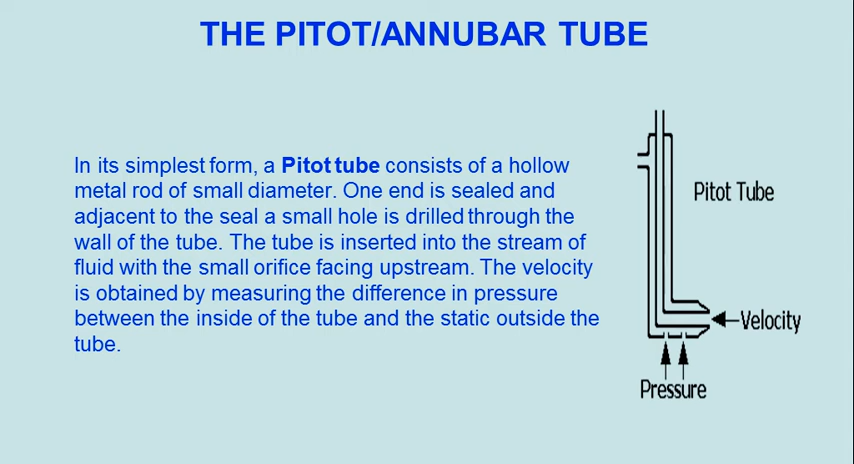 THE PITOT/ANNUBAR TUBE
In its simplest form, a Pitot tube consists of a hollow
metal rod of small diameter. One end is sealed and
adjacent to the seal a small hole is drilled through the
wall of the tube. The tube is inserted into the stream of
fluid with the small orifice facing upstream. The velocity
is obtained by measuring the difference in pressure
between the inside of the tube and the static outside the
tube.
Pitot Tube
Velocity
Pressure